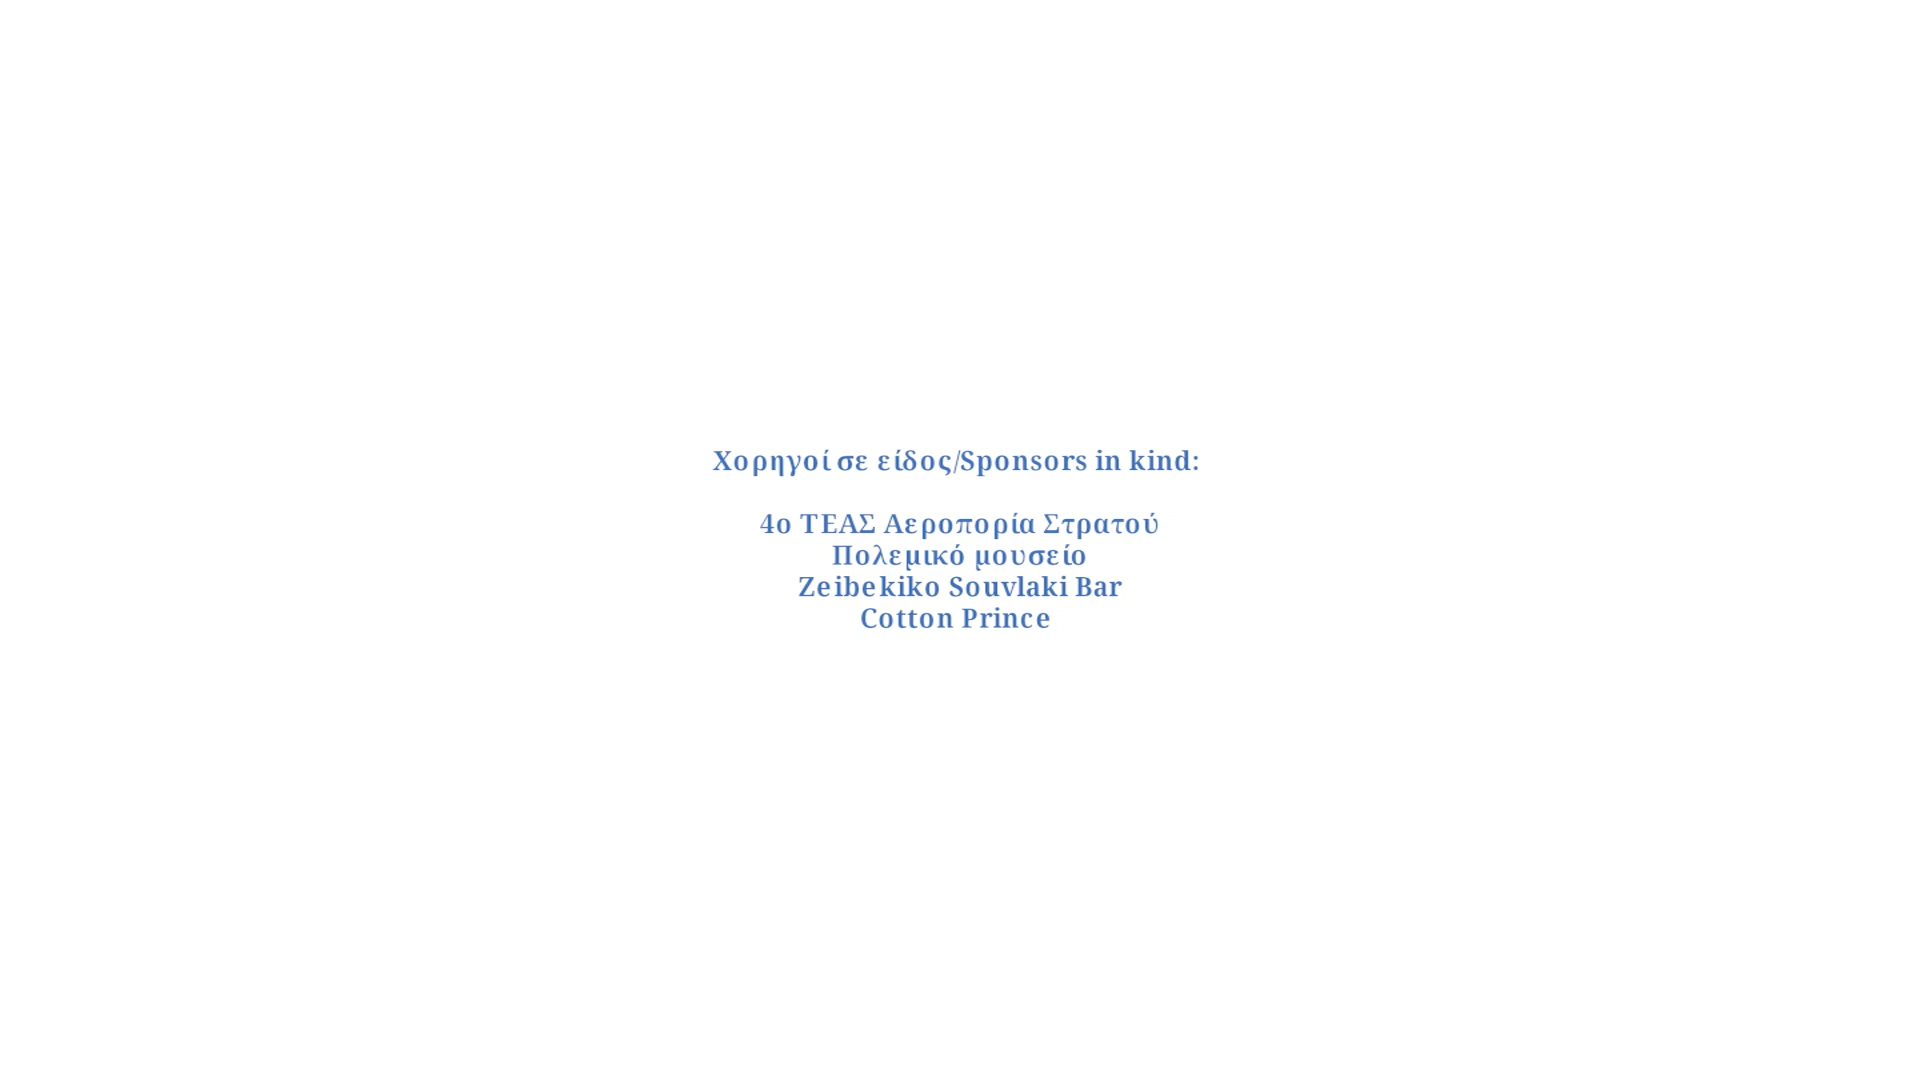 Χορηγοί σε είδος/Sponsors in kind:
4ο ΤΕΑΣ Αεροπορία Στρατού
Πολεμικό μουσείο
Zeibekiko Souvlaki Bar
Cotton Prince